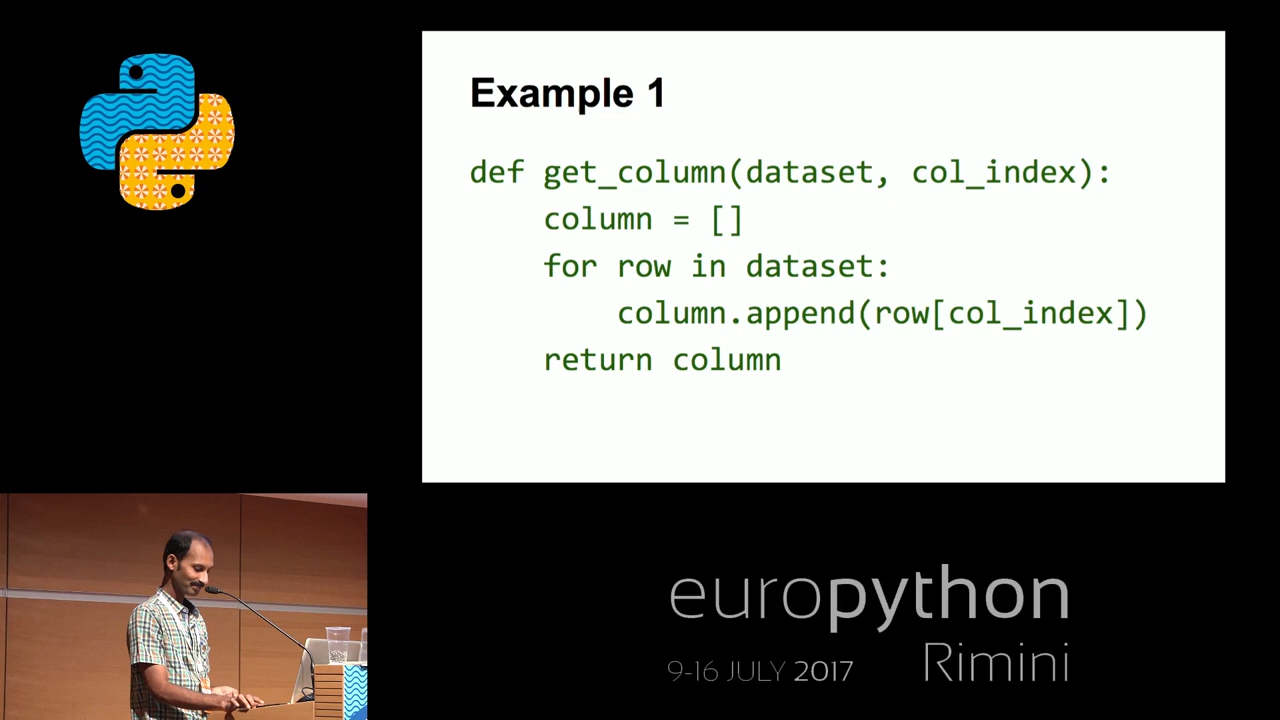 Example 1
def get_column(dataset, col_index):
    column = []
    for row in dataset:
        column.append(row[col_index])
    return column
europython
Rimini
9-16 JULY 2017